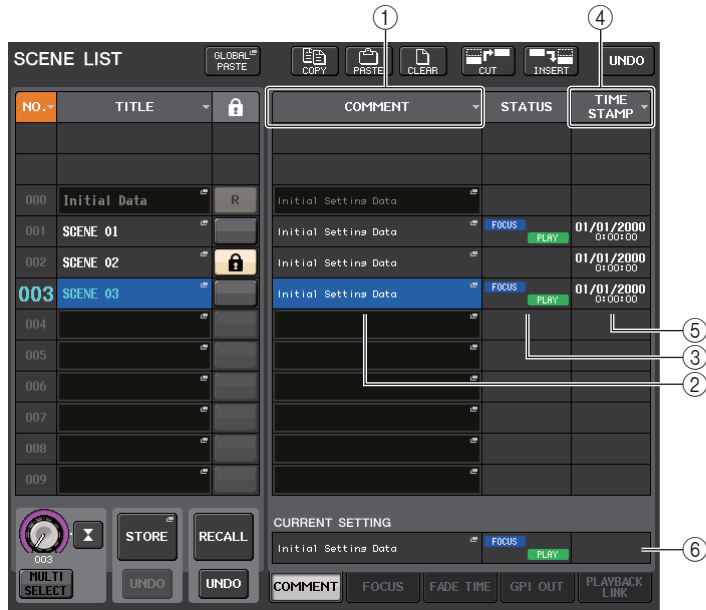 ① ④
SCENE LIST GLOBAL PASTE COPY PASTE CLEAR CUT INSERT UNDO
NO. TITLE COMMENT STATUS TIME STAMP
000 Initial Data R Initial Setting Data
001 SCENE 01 Initial Setting Data FOCUS PLAY 01/01/2000 0:00:00
002 SCENE 02 Initial Setting Data 01/01/2000 0:00:00
003 SCENE 03 Initial Setting Data FOCUS PLAY 01/01/2000 0:00:00
004 ⑤
005 ③
006 ②
007
008
009
CURRENT SETTING
STORE RECALL Initial Setting Data FOCUS PLAY ⑥
003
MULTI SELECT UNDO UNDO COMMENT FOCUS FADE TIME GPI OUT PLAYBACK LINK